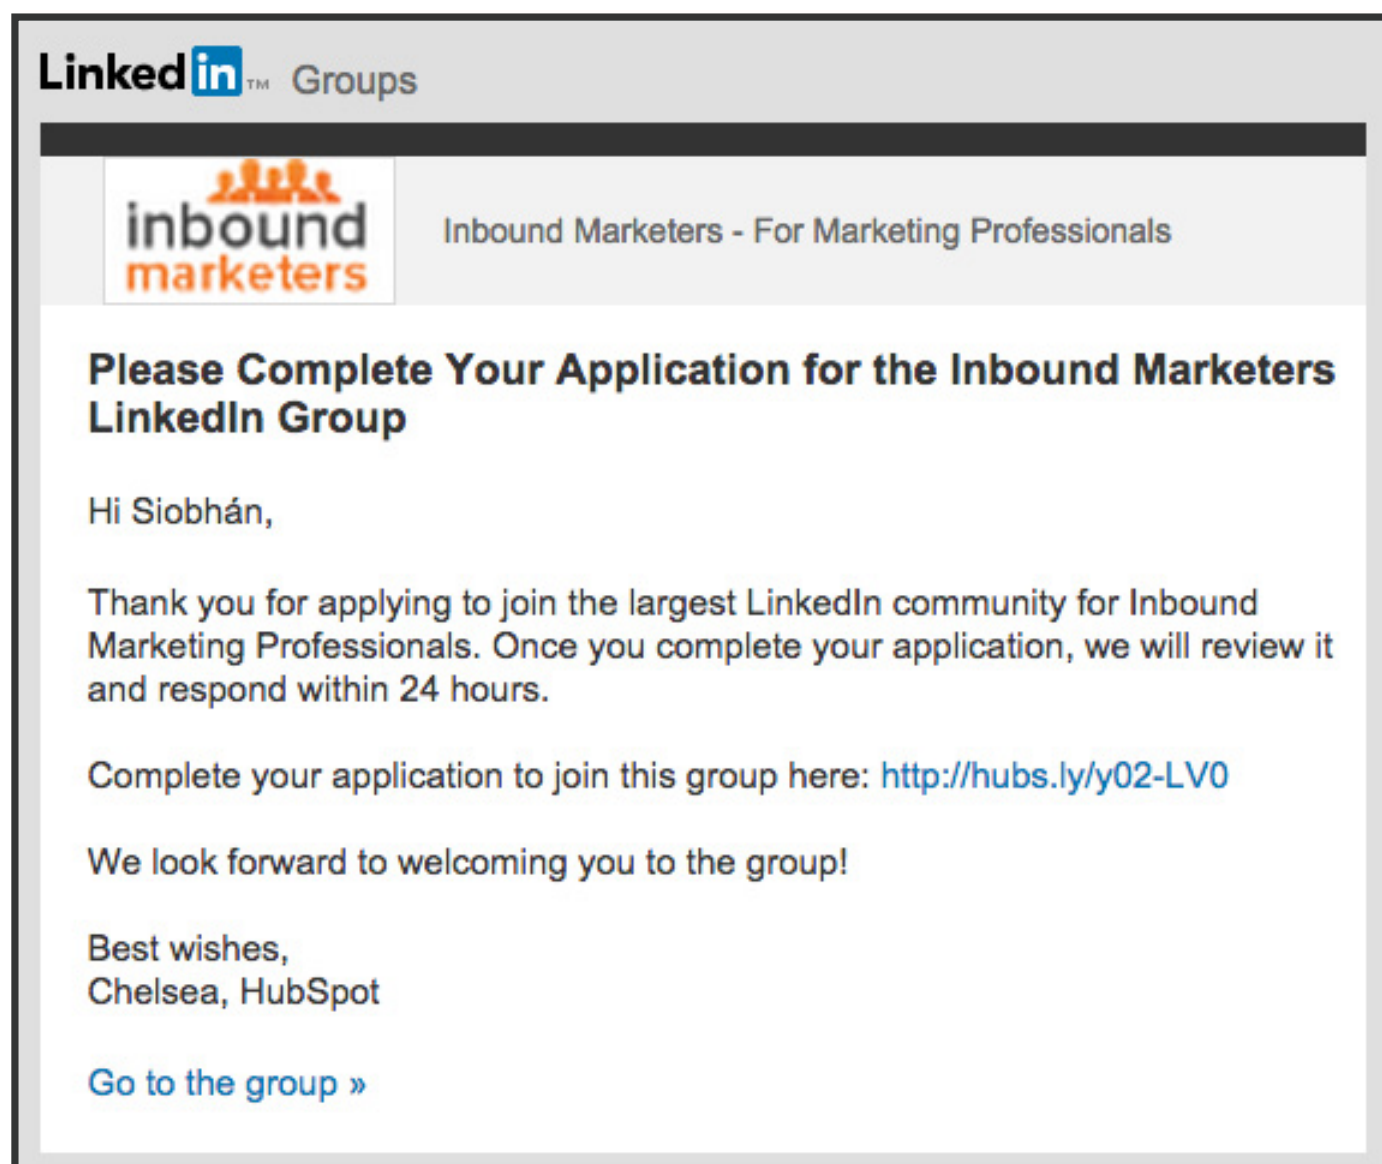 Linked in™ Groups
inbound
marketers
Inbound Marketers - For Marketing Professionals
Please Complete Your Application for the Inbound Marketers
LinkedIn Group
Hi Siobhán,
Thank you for applying to join the largest LinkedIn community for Inbound
Marketing Professionals. Once you complete your application, we will review it
and respond within 24 hours.
Complete your application to join this group here: http://hubs.ly/y02-LV0
We look forward to welcoming you to the group!
Best wishes,
Chelsea, HubSpot
Go to the group »